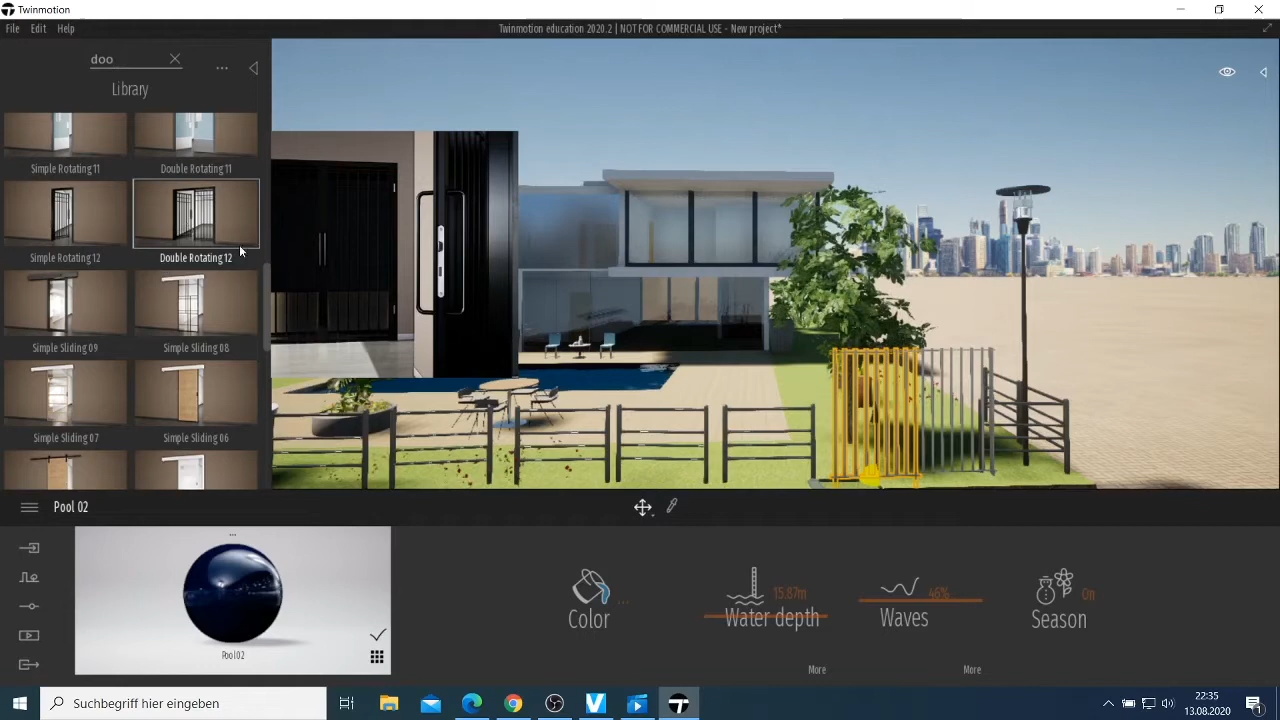 Twinmotion
File Edit Help
Twinmotion education 2020.2 | NOT FOR COMMERCIAL USE - New project*
doo
Library
Simple Rotating 11
Double Rotating 11
Simple Rotating 12
Double Rotating 12
Simple Sliding 09
Simple Sliding 08
Simple Sliding 07
Simple Sliding 06
Pool 02
Pool 02
Color ...
15.87m
Water depth
46%
Waves
On
Season
More
More
Suchbegriff hier eingeben
22:35
13.08.2020
1